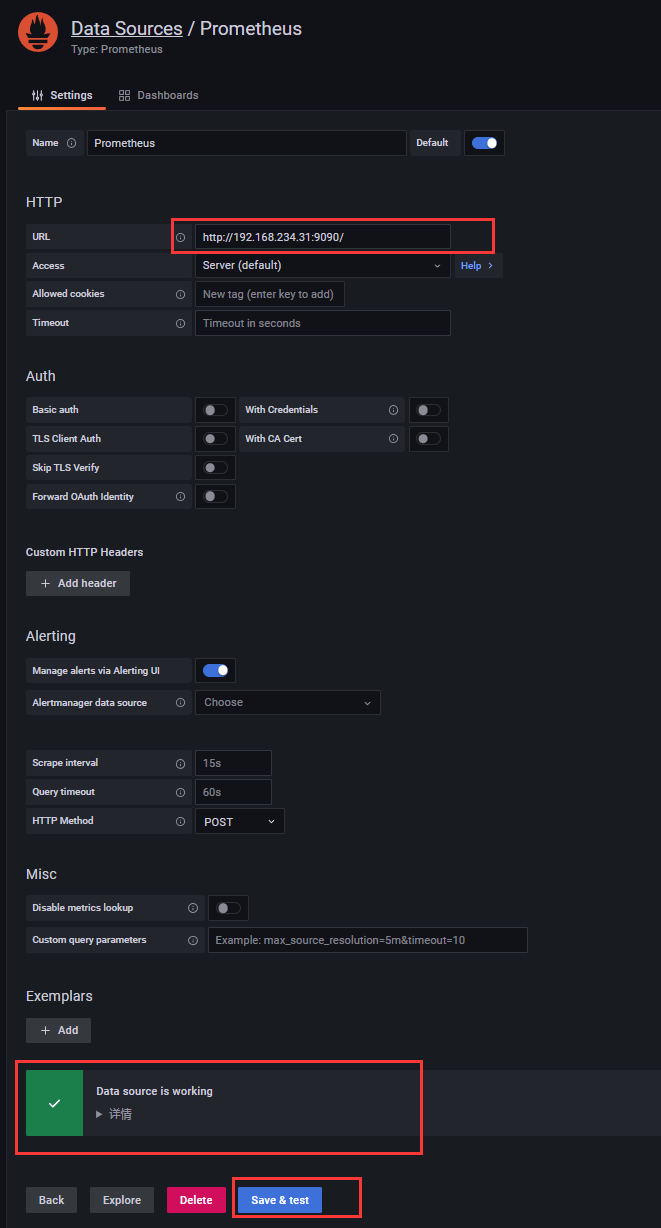 Data Sources / Prometheus
Type: Prometheus
Settings Dashboards
Name Prometheus Default
HTTP
URL http://192.168.234.31:9090/
Access Server (default) Help >
Allowed cookies New tag (enter key to add)
Timeout Timeout in seconds
Auth
Basic auth With Credentials
TLS Client Auth With CA Cert
Skip TLS Verify
Forward OAuth Identity
Custom HTTP Headers
+ Add header
Alerting
Manage alerts via Alerting UI
Alertmanager data source Choose
Scrape interval 15s
Query timeout 60s
HTTP Method POST
Misc
Disable metrics lookup
Custom query parameters Example: max_source_resolution=5m&timeout=10
Exemplars
+ Add
Data source is working
详情
Back Explore Delete Save & test